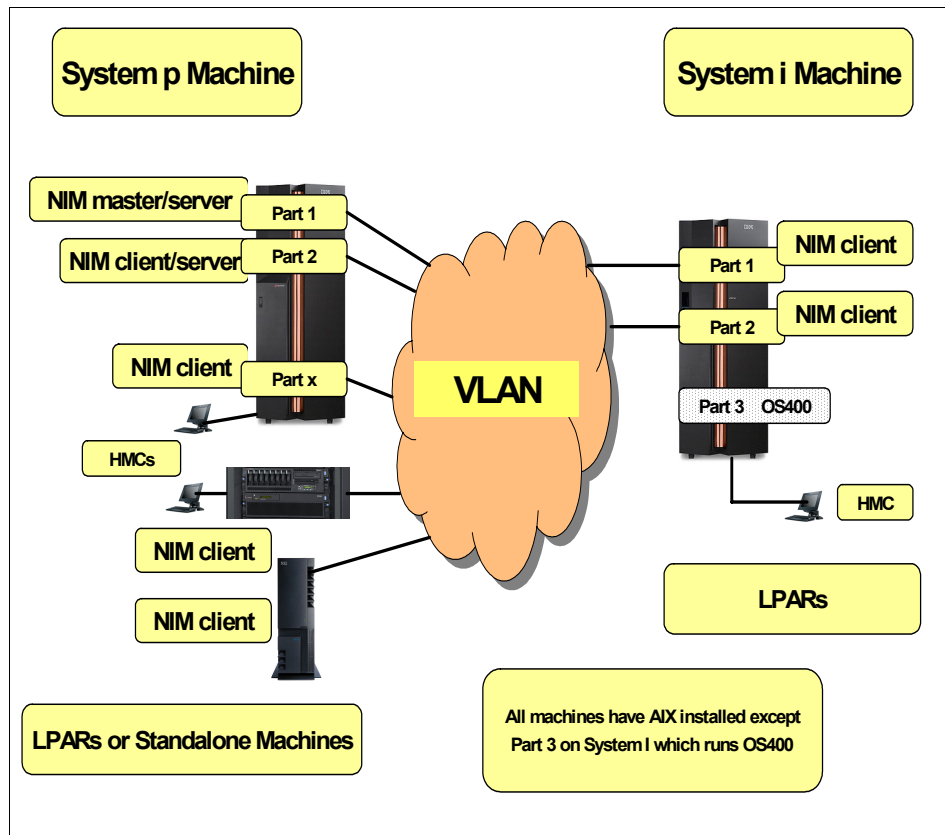 System p Machine
System i Machine
NIM master/server
Part 1
NIM client/server
Part 2
NIM client
Part x
HMCs
NIM client
NIM client
LPARs or Standalone Machines
VLAN
IBM
Part 1
NIM client
Part 2
NIM client
Part 3 OS400
HMC
LPARs
All machines have AIX installed except
Part 3 on System I which runs OS400